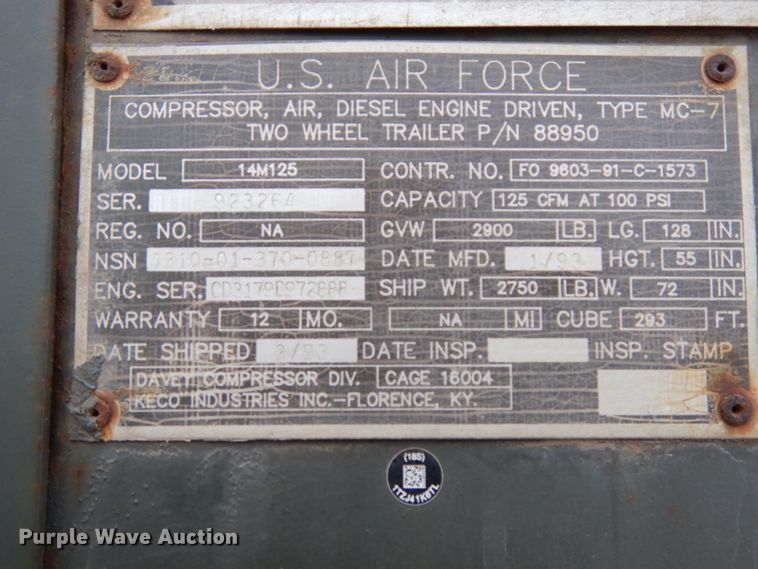 U.S. AIR FORCE
COMPRESSOR, AIR, DIESEL ENGINE DRIVEN, TYPE MC-7
TWO WHEEL TRAILER P/N 88950
MODEL 14M125 CONTR. NO. FO 9603-91-C-1573
SER. 923264 CAPACITY 125 CFM AT 100 PSI
REG. NO. NA GVW 2900 LB. LG. 128 IN.
NSN DATE MFD. 1/93 HGT. 55 IN.
ENG. SER. SHIP WT. 2750 LB. W. 72 IN.
WARRANTY 12 MO. NA MI CUBE 293 FT.
DATE SHIPPED 3/93 DATE INSP. INSP. STAMP
DAVEY COMPRESSOR DIV. CAGE 16004
KECO INDUSTRIES INC.-FLORENCE, KY.
(18S)
Purple Wave Auction